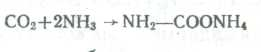 CO₂+2NH₃ → NH₂—COONH₄